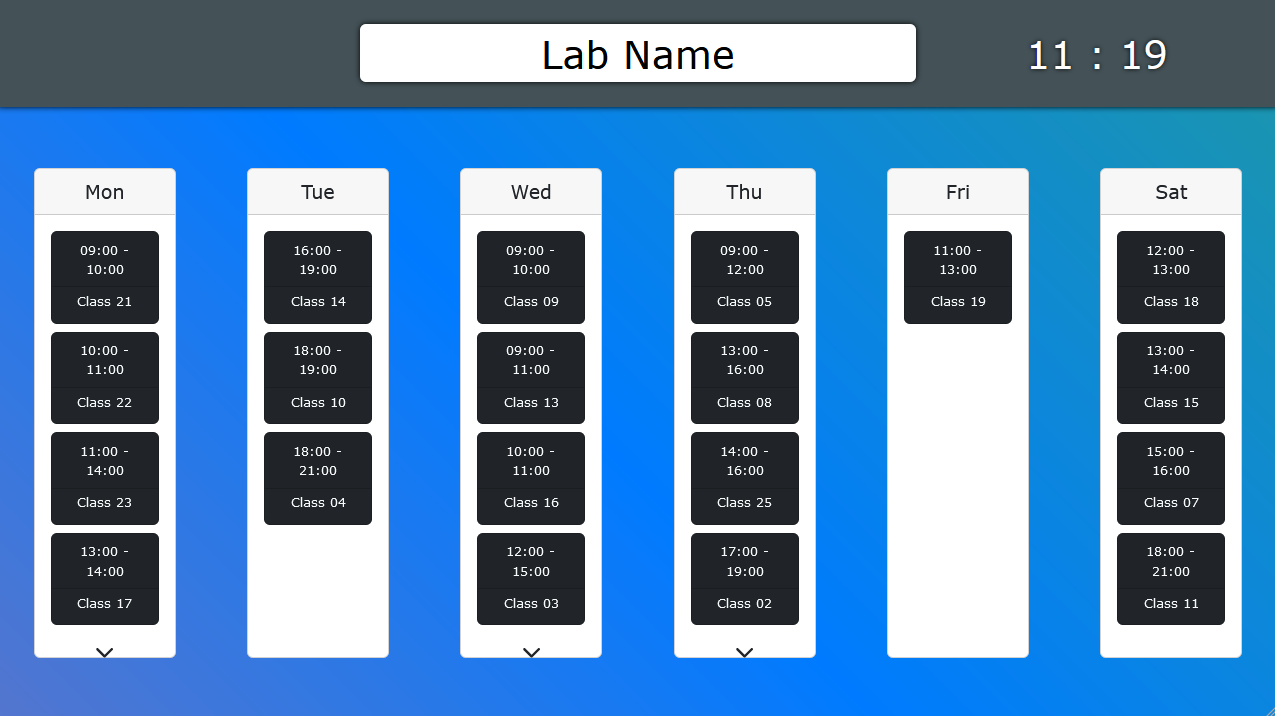 Lab Name
11 : 19
Mon
09:00 -
10:00
Class 21
10:00 -
11:00
Class 22
11:00 -
14:00
Class 23
13:00 -
14:00
Class 17
Tue
16:00 -
19:00
Class 14
18:00 -
19:00
Class 10
18:00 -
21:00
Class 04
Wed
09:00 -
10:00
Class 09
09:00 -
11:00
Class 13
10:00 -
11:00
Class 16
12:00 -
15:00
Class 03
Thu
09:00 -
12:00
Class 05
13:00 -
16:00
Class 08
14:00 -
16:00
Class 25
17:00 -
19:00
Class 02
Fri
11:00 -
13:00
Class 19
Sat
12:00 -
13:00
Class 18
13:00 -
14:00
Class 15
15:00 -
16:00
Class 07
18:00 -
21:00
Class 11